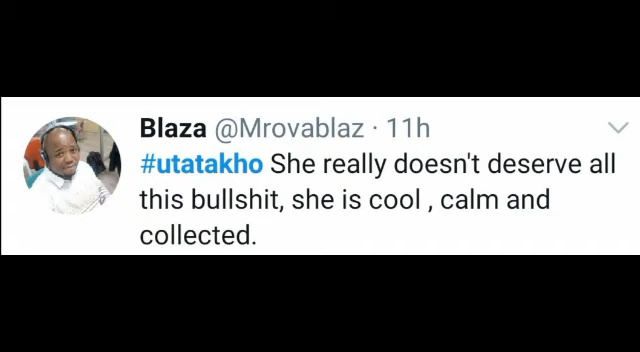 Blaza @Mrovablaz · 11h
#utatakho She really doesn't deserve all
this bullshit, she is cool , calm and
collected.